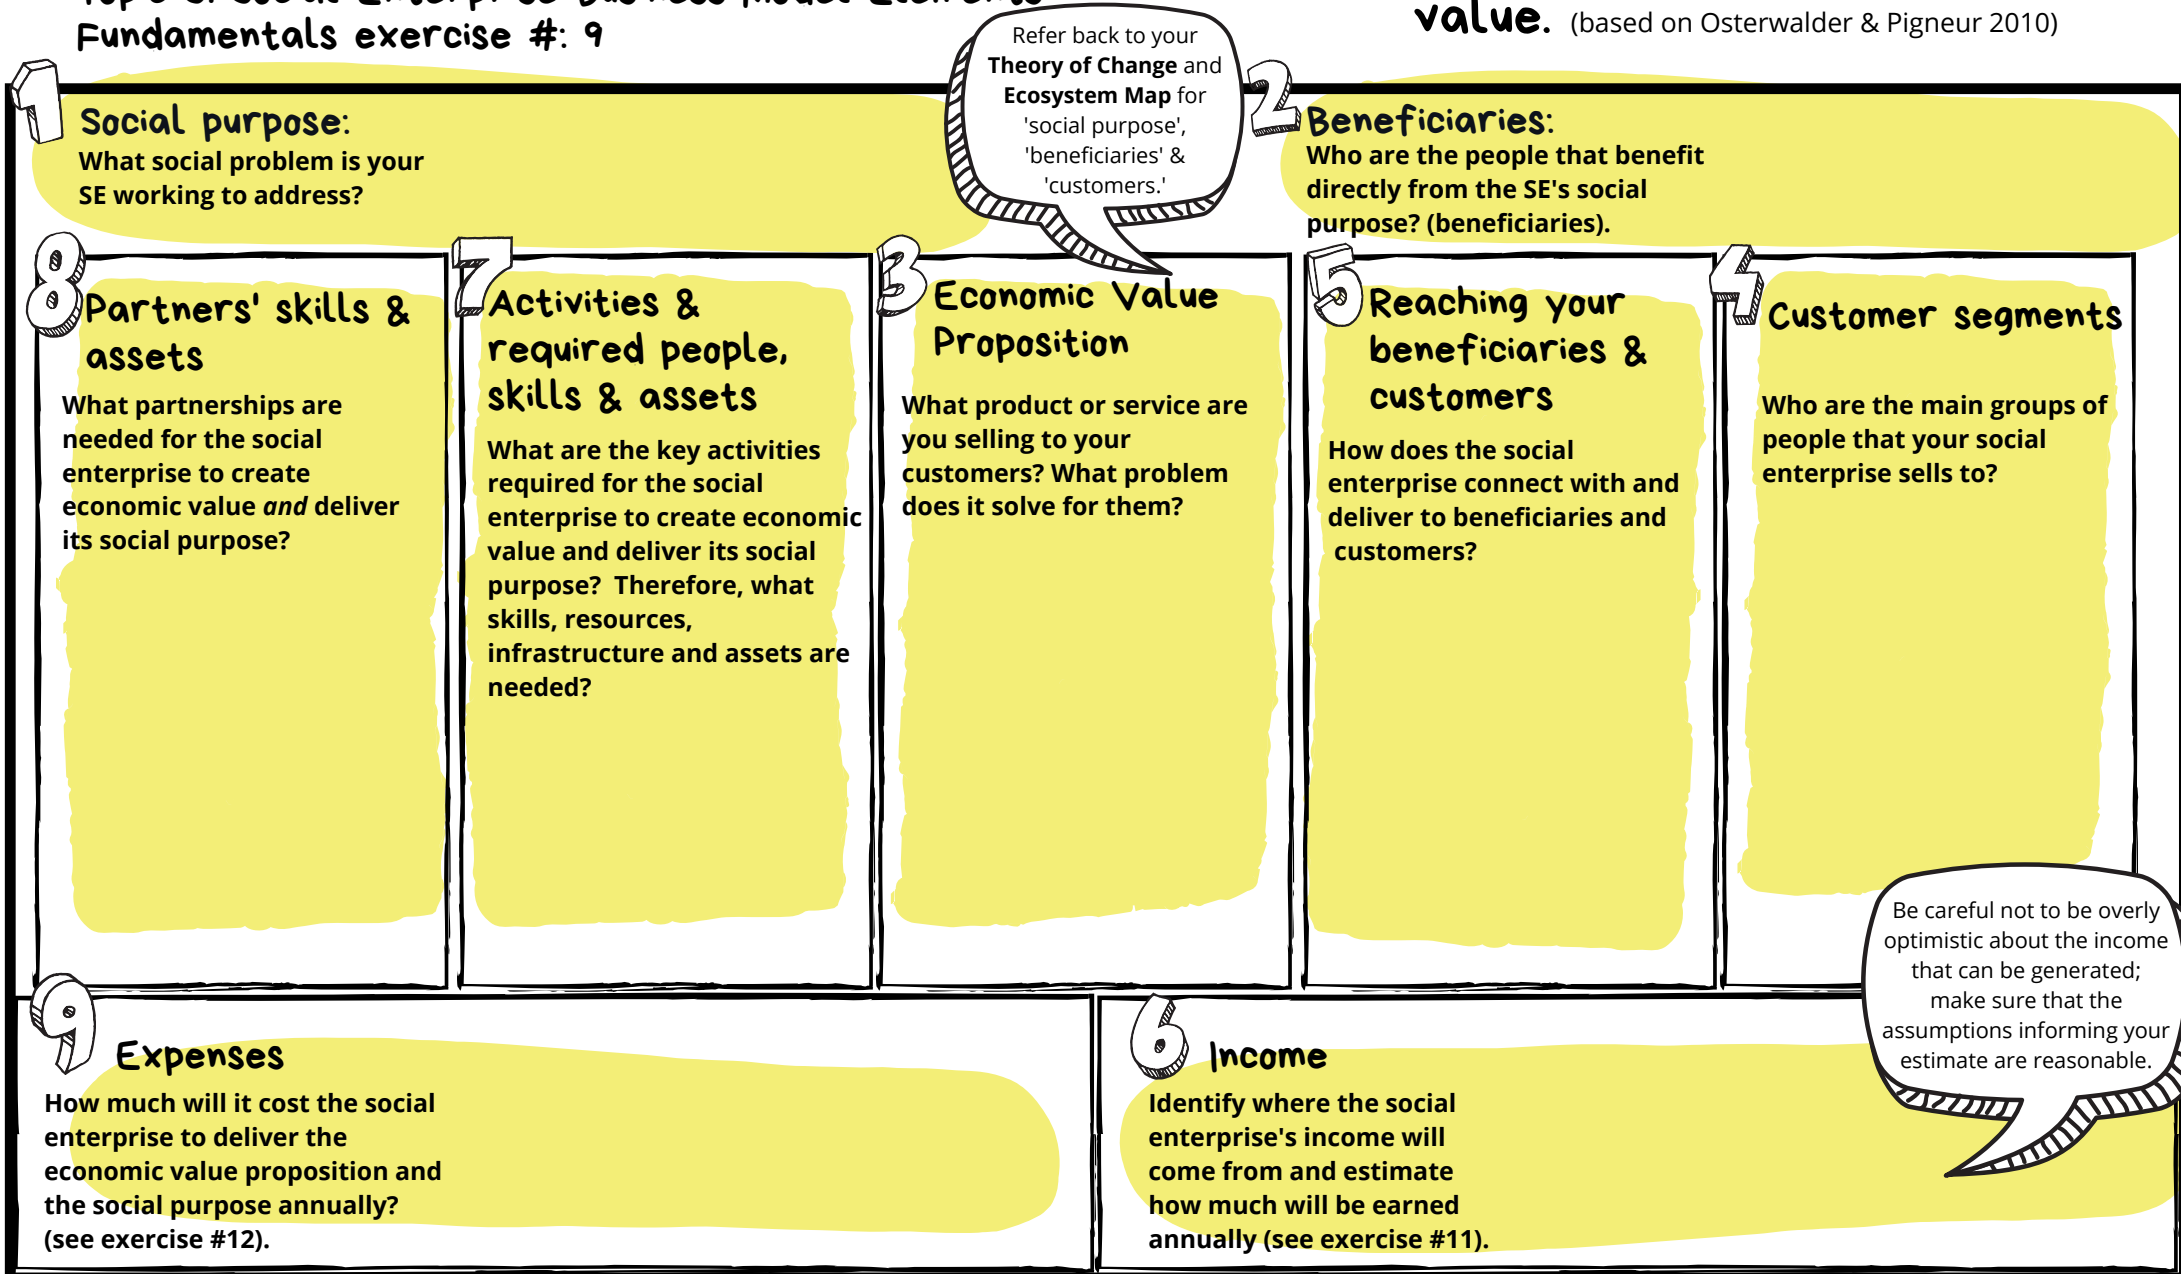 Topic 3: Social Enterprise Business Model Elements
Fundamentals exercise #: 9
value. (based on Osterwalder & Pigneur 2010)
Refer back to your
Theory of Change and
Ecosystem Map for
'social purpose',
'beneficiaries' &
'customers.'
1
Social purpose:
What social problem is your
SE working to address?
2
Beneficiaries:
Who are the people that benefit
directly from the SE's social
purpose? (beneficiaries).
8
Partners' skills &
assets
What partnerships are
needed for the social
enterprise to create
economic value and deliver
its social purpose?
7
Activities &
required people,
skills & assets
What are the key activities
required for the social
enterprise to create economic
value and deliver its social
purpose? Therefore, what
skills, resources,
infrastructure and assets are
needed?
3
Economic Value
Proposition
What product or service are
you selling to your
customers? What problem
does it solve for them?
5
Reaching your
beneficiaries &
customers
How does the social
enterprise connect with and
deliver to beneficiaries and
customers?
4
Customer segments
Who are the main groups of
people that your social
enterprise sells to?
Be careful not to be overly
optimistic about the income
that can be generated;
make sure that the
assumptions informing your
estimate are reasonable.
9
Expenses
How much will it cost the social
enterprise to deliver the
economic value proposition and
the social purpose annually?
(see exercise #12).
6
Income
Identify where the social
enterprise's income will
come from and estimate
how much will be earned
annually (see exercise #11).